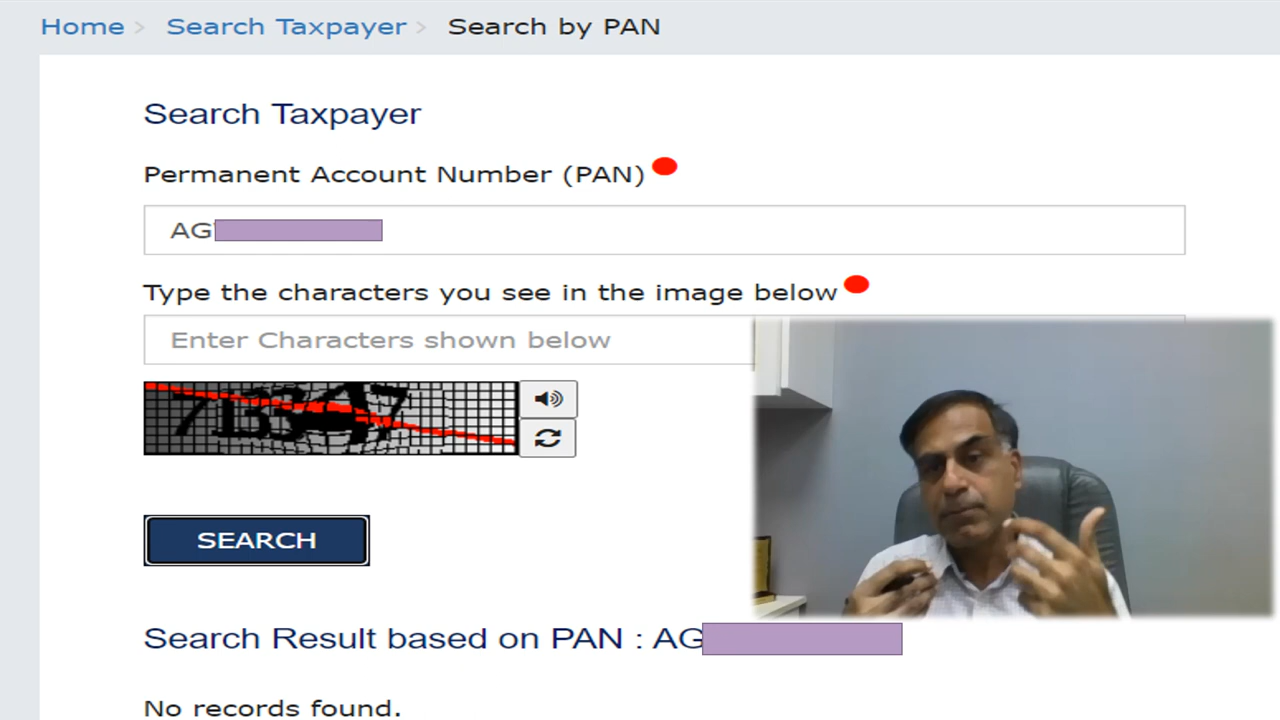 Home > Search Taxpayer > Search by PAN
Search Taxpayer
Permanent Account Number (PAN)
AG
Type the characters you see in the image below
Enter Characters shown below
SEARCH
Search Result based on PAN : AG
No records found.